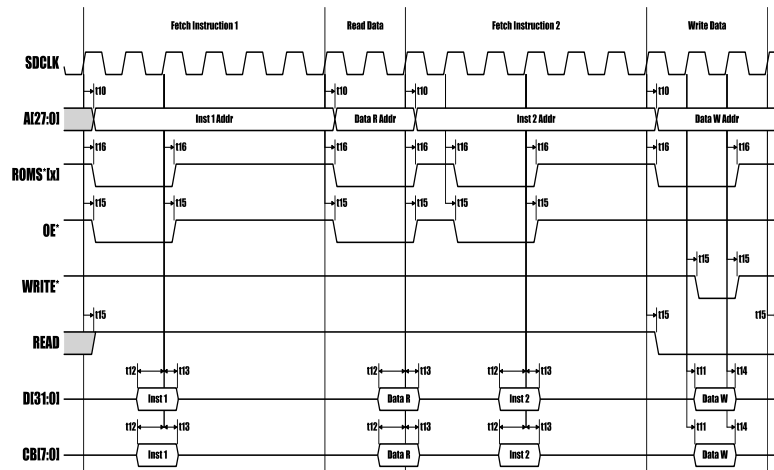 Fetch Instruction 1 Read Data Fetch Instruction 2 Write Data
SDCLK
t10 t10 t10 t10
A[27:0] Inst 1 Addr Data R Addr Inst 2 Addr Data W Addr
t16 t16 t16 t16 t16 t16 t16 t16
ROMS*[x]
t15 t15 t15 t15 t15 t15
OE*
t15 t15
WRITE*
t15 t15
READ
t12 t13 t12 t13 t12 t13 t11 t14
D[31:0] Inst 1 Data R Inst 2 Data W
t12 t13 t12 t13 t12 t13 t11 t14
CB[7:0] Inst 1 Data R Inst 2 Data W